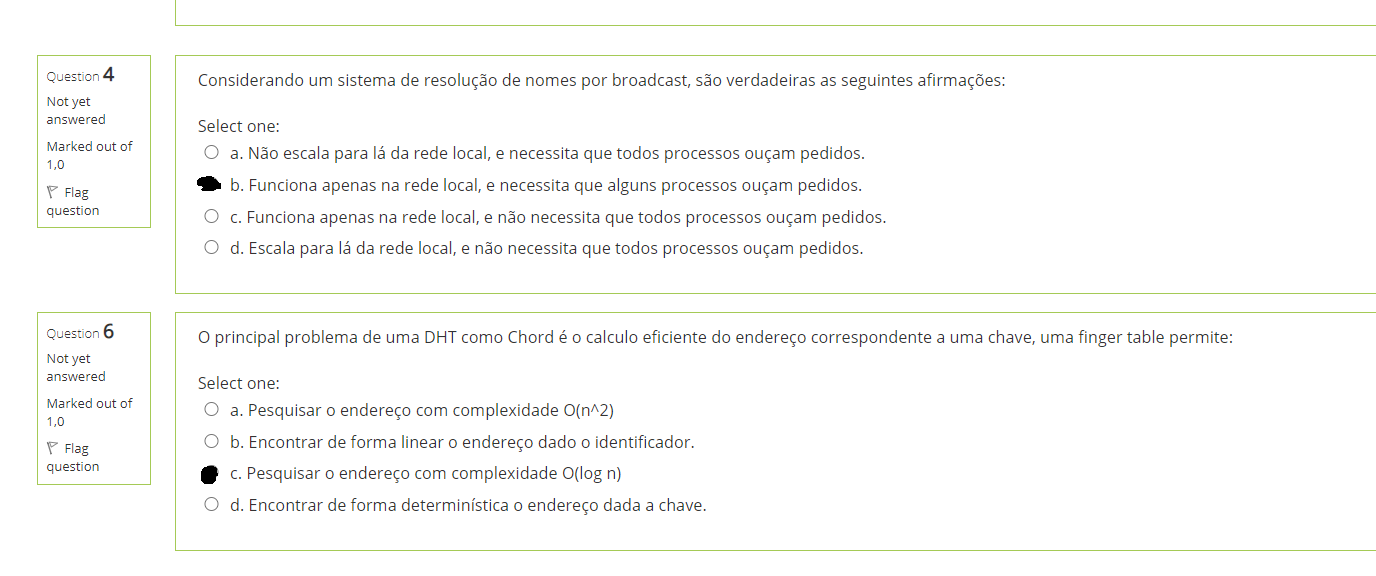 Question 4
Not yet
answered
Marked out of
1,0
Flag
question
Considerando um sistema de resolução de nomes por broadcast, são verdadeiras as seguintes afirmações:
Select one:
a. Não escala para lá da rede local, e necessita que todos processos ouçam pedidos.
b. Funciona apenas na rede local, e necessita que alguns processos ouçam pedidos.
c. Funciona apenas na rede local, e não necessita que todos processos ouçam pedidos.
d. Escala para lá da rede local, e não necessita que todos processos ouçam pedidos.
Question 6
Not yet
answered
Marked out of
1,0
Flag
question
O principal problema de uma DHT como Chord é o calculo eficiente do endereço correspondente a uma chave, uma finger table permite:
Select one:
a. Pesquisar o endereço com complexidade O(n^2)
b. Encontrar de forma linear o endereço dado o identificador.
c. Pesquisar o endereço com complexidade O(log n)
d. Encontrar de forma determinística o endereço dada a chave.